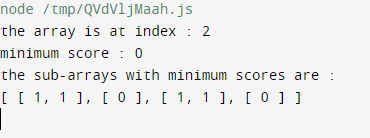 node /tmp/QVdVljMaah.js
the array is at index : 2
minimum score : 0
the sub-arrays with minimum scores are :
[ [ 1, 1 ], [ 0 ], [ 1, 1 ], [ 0 ] ]